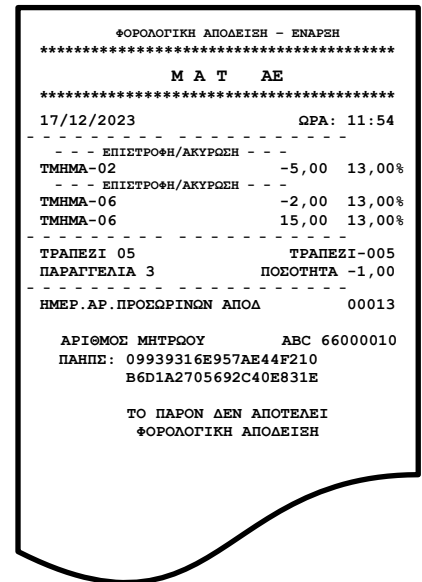 ΦΟΡΟΛΟΓΙΚΗ ΑΠΟΔΕΙΞΗ – ΕΝΑΡΞΗ
******************************************
Μ Α Τ ΑΕ
******************************************
17/12/2023 ΩΡΑ: 11:54
- - - - - - - - - - - - - - - - - - - -
- - - ΕΠΙΣΤΡΟΦΗ/ΑΚΥΡΩΣΗ - - -
ΤΜΗΜΑ-02 -5,00 13,00%
- - - ΕΠΙΣΤΡΟΦΗ/ΑΚΥΡΩΣΗ - - -
ΤΜΗΜΑ-06 -2,00 13,00%
ΤΜΗΜΑ-06 15,00 13,00%
- - - - - - - - - - - - - - - - - - - -
ΤΡΑΠΕΖΙ 05 ΤΡΑΠΕΖΙ-005
ΠΑΡΑΓΓΕΛΙΑ 3 ΠΟΣΟΤΗΤΑ -1,00
- - - - - - - - - - - - - - - - - - - -
ΗΜΕΡ.ΑΡ.ΠΡΟΣΩΡΙΝΩΝ ΑΠΟΔ 00013
ΑΡΙΘΜΟΣ ΜΗΤΡΩΟΥ ABC 66000010
ΠΑΗΠΣ: 09939316E957AE44F210
B6D1A2705692C40E831E
ΤΟ ΠΑΡΟΝ ΔΕΝ ΑΠΟΤΕΛΕΙ
ΦΟΡΟΛΟΓΙΚΗ ΑΠΟΔΕΙΞΗ